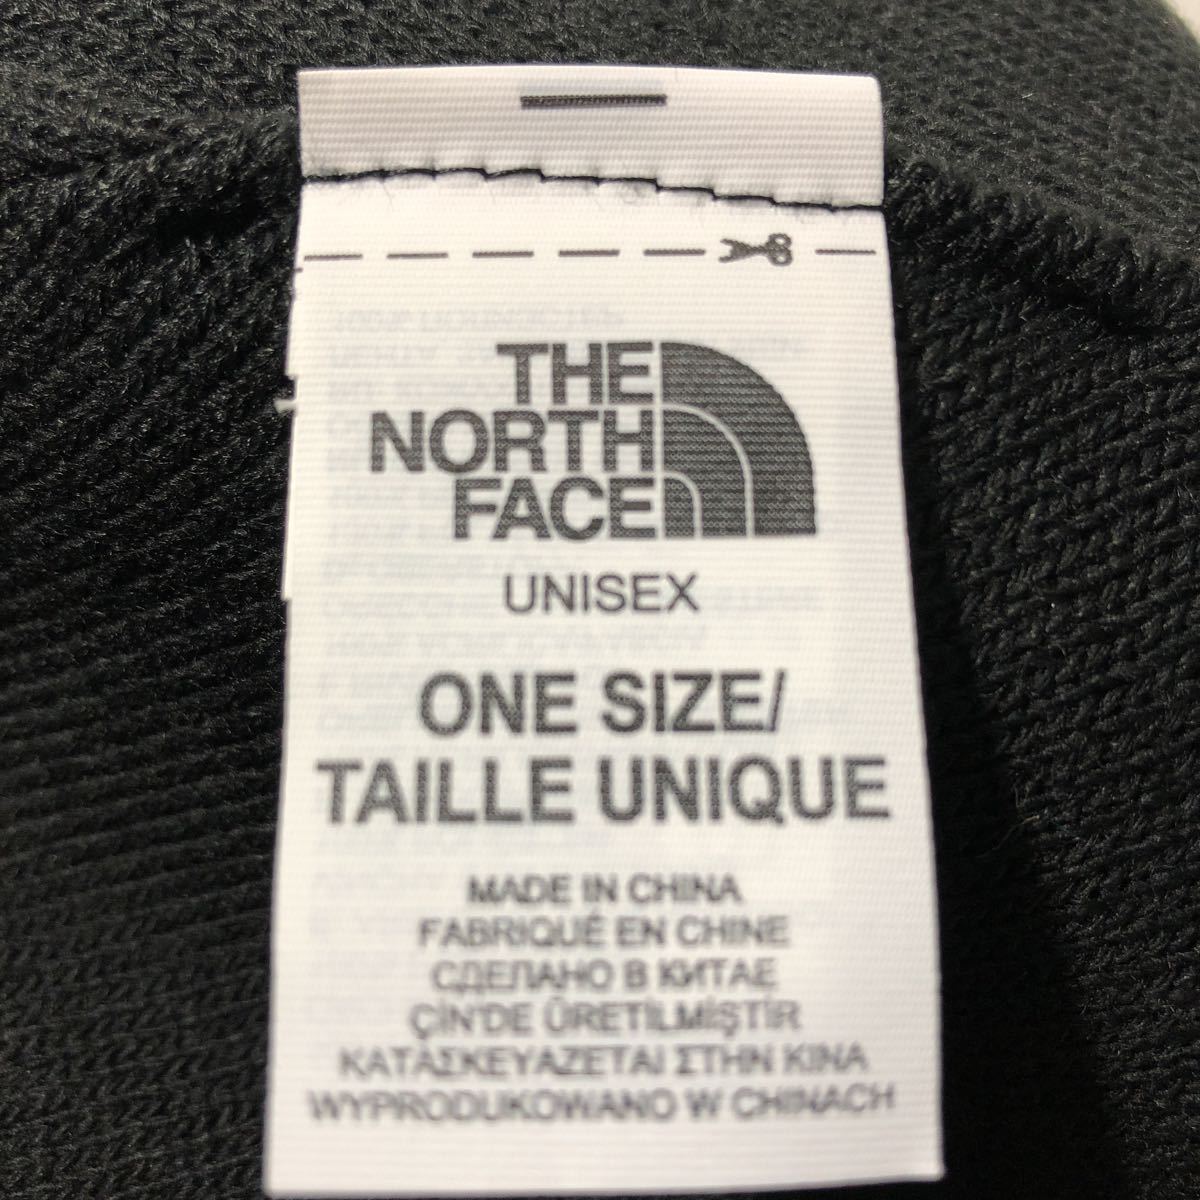 THE
NORTH
FACE
UNISEX
ONE SIZE/
TAILLE UNIQUE
MADE IN CHINA
FABRIQUÉ EN CHINE
СДЕЛАНО В КИТАЕ
ÇİN'DE ÜRETİLMİŞTİR
ΚΑΤΑΣΚΕΥΑΖΕΤΑΙ ΣΤΗΝ ΚΙΝΑ
WYPRODUKOWANO W CHINACH